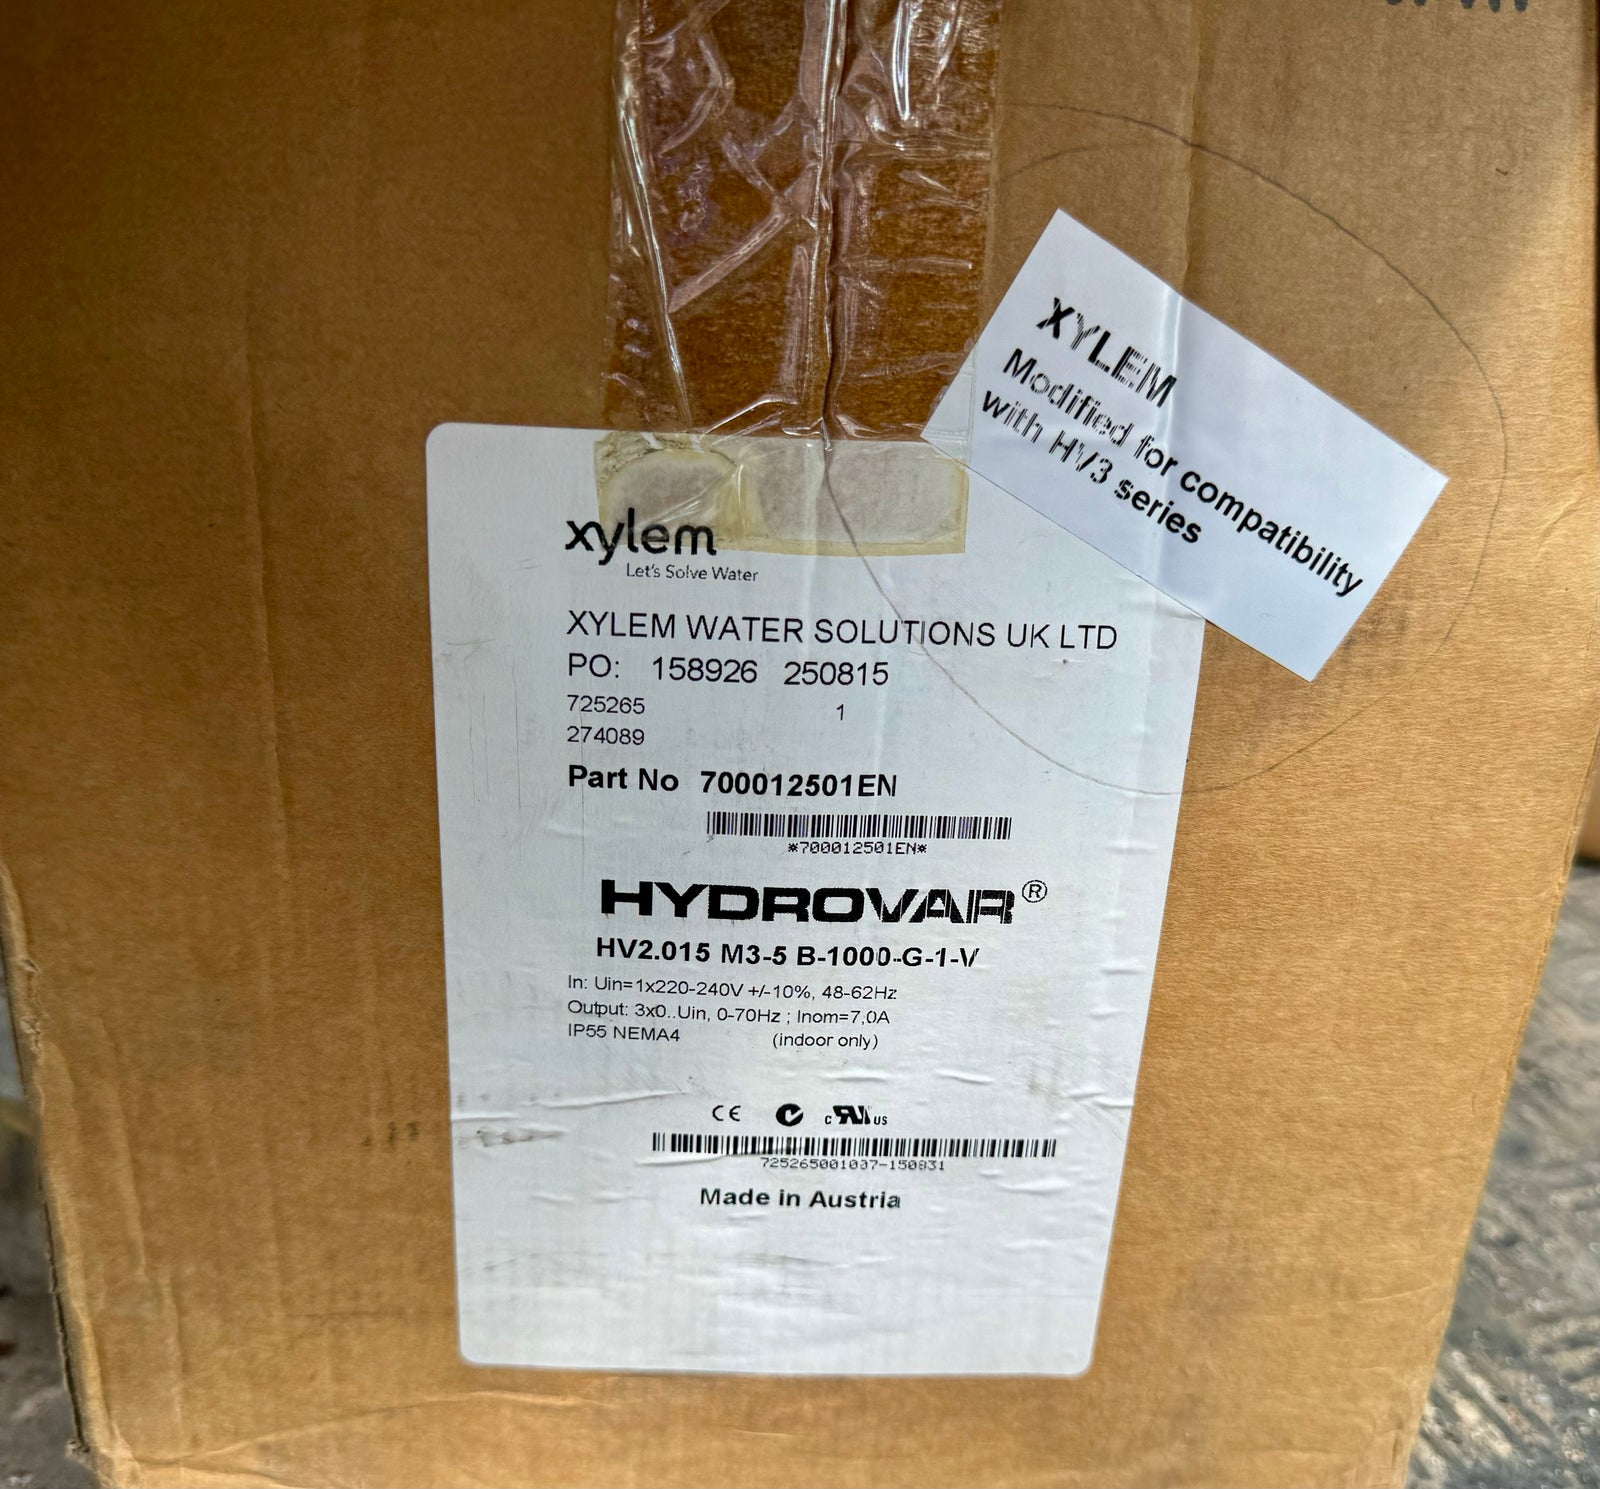 XYLEM
Modified for compatibility
with HV3 series
xylem
Let's Solve Water
XYLEM WATER SOLUTIONS UK LTD
PO: 158926 250815
725265 1
274089
Part No 700012501EN
*700012501EN*
HYDROVAR®
HV2.015 M3-5 B-1000-G-1-V
In: Uin=1x220-240V +/-10%, 48-62Hz
Output: 3x0..Uin, 0-70Hz ; Inom=7,0A
IP55 NEMA4 (indoor only)
CE c US
725265001007-150831
Made in Austria